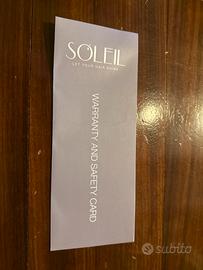 SOLEIL
LET YOUR HAIR SHINE
WARRANTY AND SAFETY CARD
subito